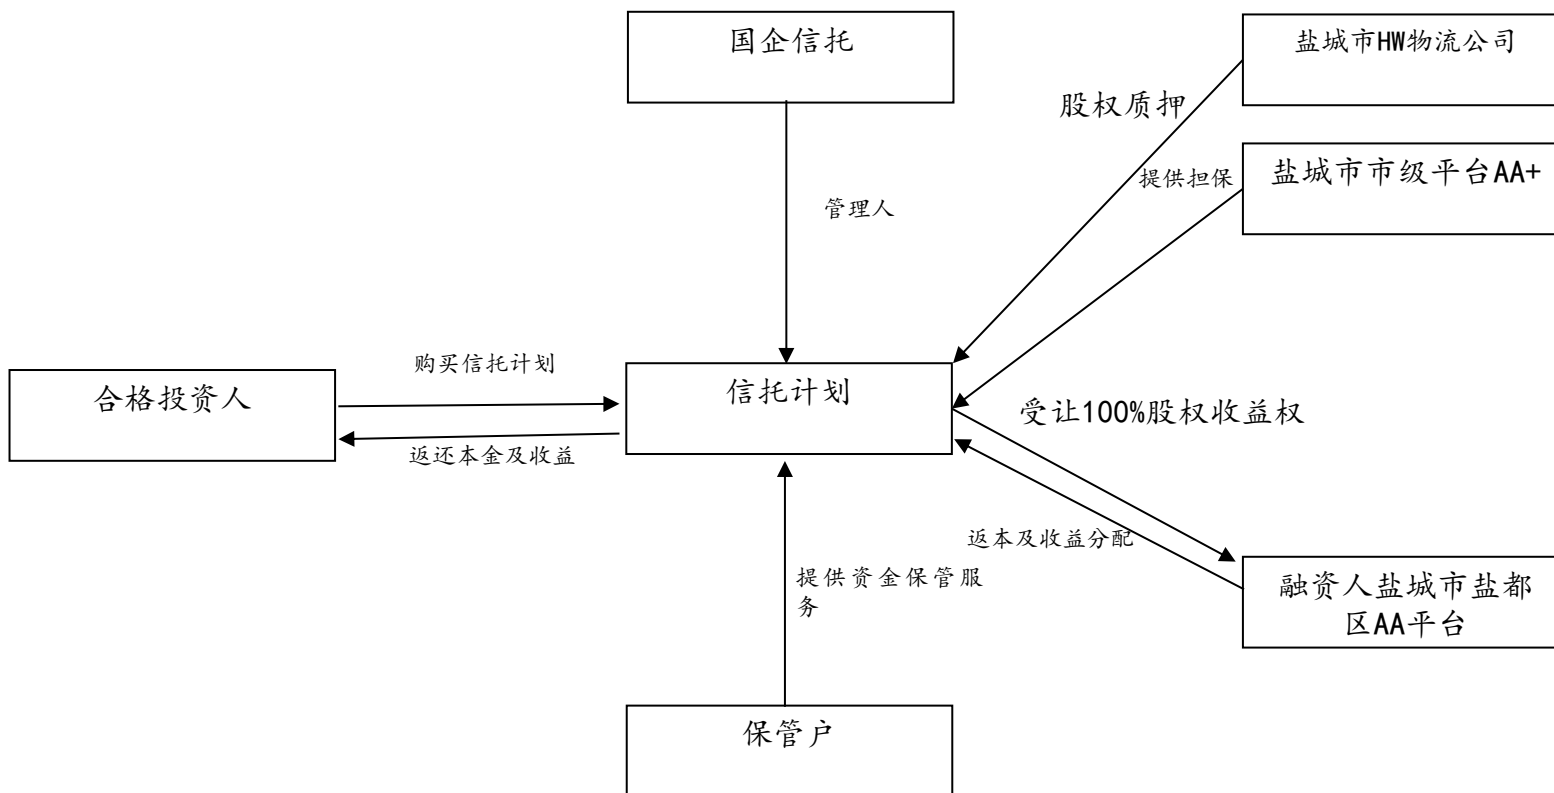 国企信托
盐城市HW物流公司
股权质押
盐城市市级平台AA+
提供担保
管理人
购买信托计划
合格投资人
信托计划
受让100%股权收益权
返还本金及收益
返本及收益分配
提供资金保管服
务
融资人盐城市盐都
区AA平台
保管户